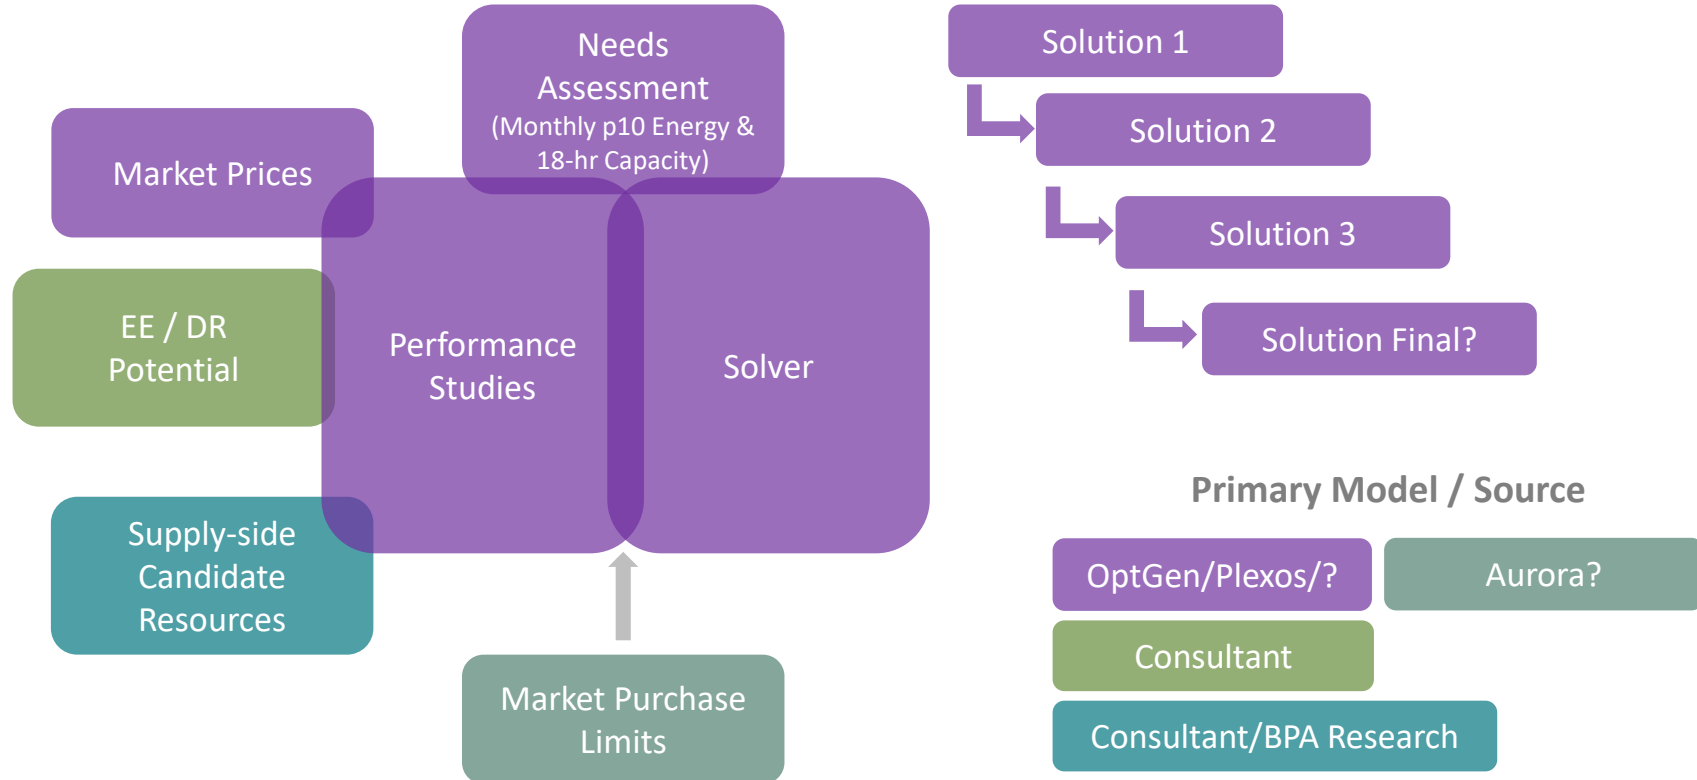 Needs
Assessment
(Monthly p10 Energy &
18-hr Capacity)
Market Prices
EE / DR
Potential
Performance
Studies
Solver
Supply-side
Candidate
Resources
Market Purchase
Limits
Solution 1
Solution 2
Solution 3
Solution Final?
Primary Model / Source
OptGen/Plexos/?
Aurora?
Consultant
Consultant/BPA Research